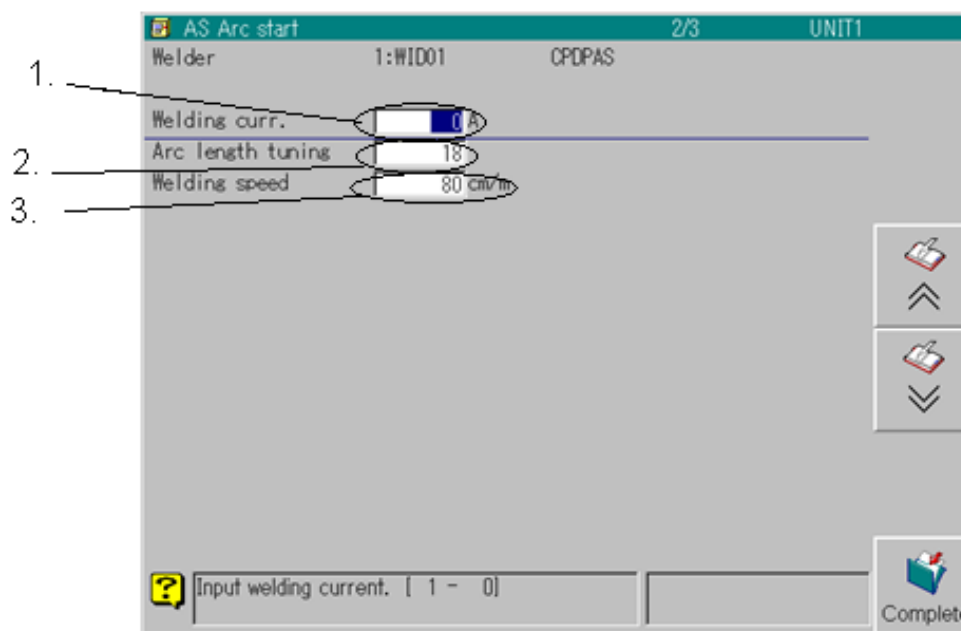 AS Arc start 2/3 UNIT1
Welder 1:WID01 CPDPAS
1.
Welding curr. 0 A
2.
Arc length tuning 18
3.
Welding speed 80 cm/m
Input welding current. [ 1 - 0]
Complete